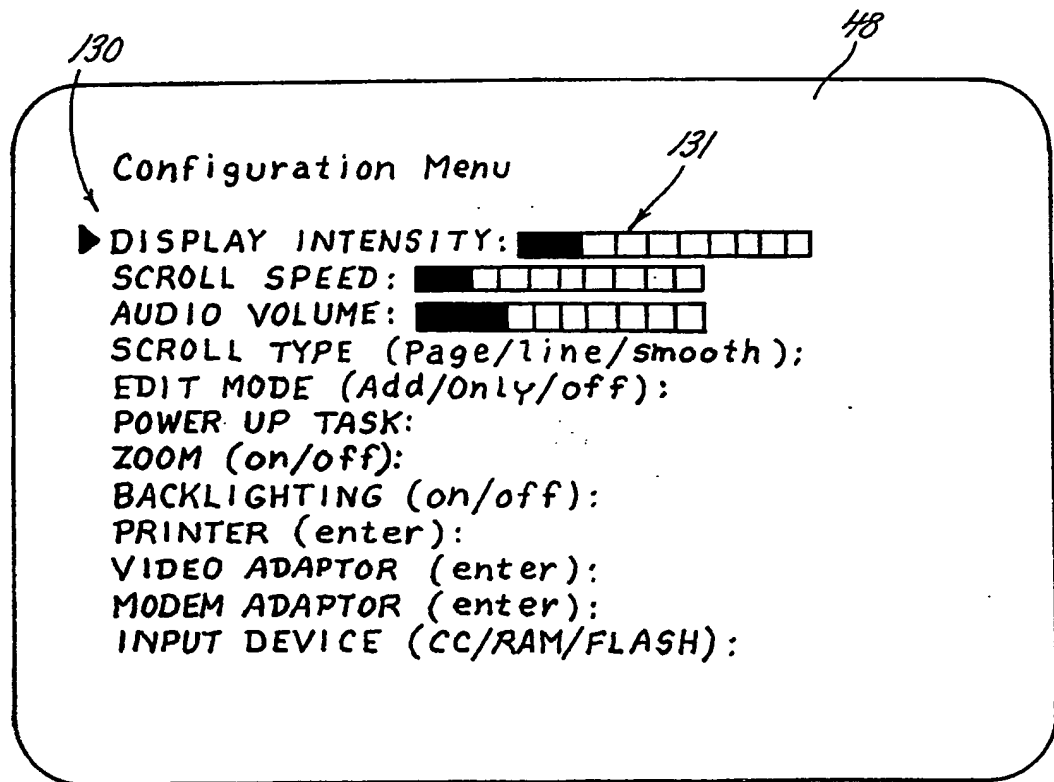 130
48
131
Configuration Menu
DISPLAY INTENSITY:
SCROLL SPEED:
AUDIO VOLUME:
SCROLL TYPE (Page/line/smooth):
EDIT MODE (Add/Only/off):
POWER UP TASK:
ZOOM (on/off):
BACKLIGHTING (on/off):
PRINTER (enter):
VIDEO ADAPTOR (enter):
MODEM ADAPTOR (enter):
INPUT DEVICE (CC/RAM/FLASH):